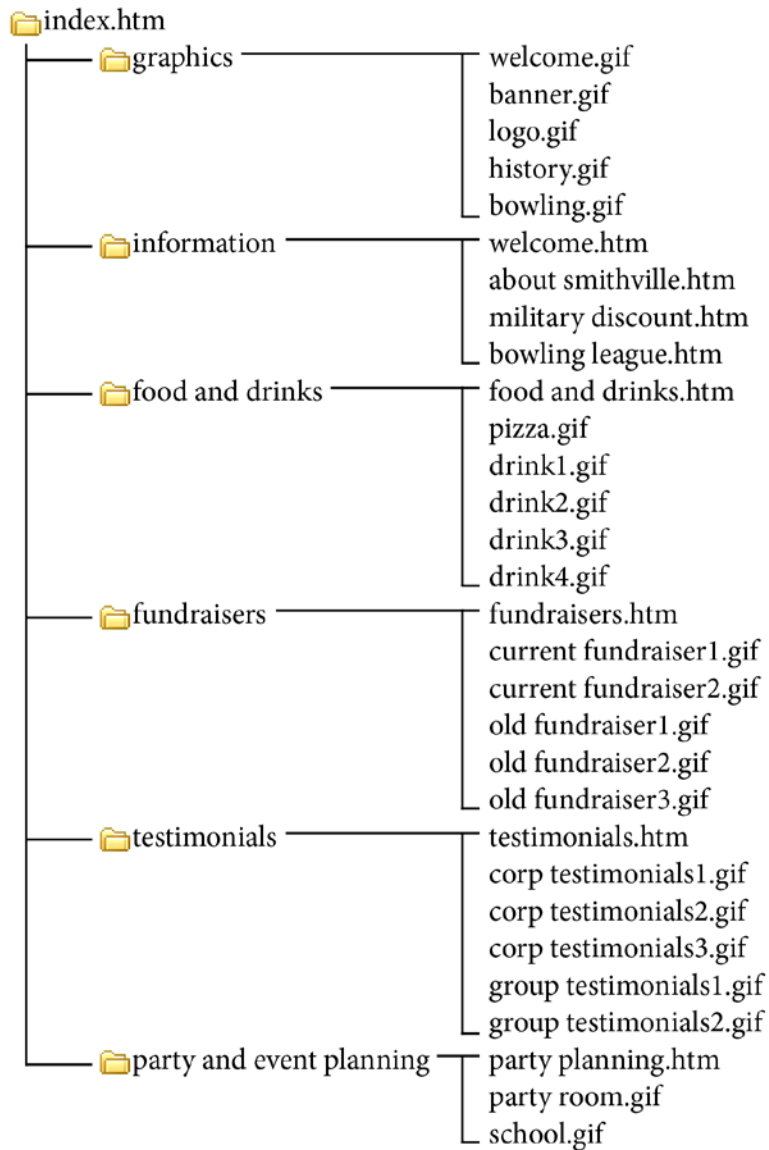 index.htm
graphics welcome.gif
banner.gif
logo.gif
history.gif
bowling.gif
information welcome.htm
about smithville.htm
military discount.htm
bowling league.htm
food and drinks food and drinks.htm
pizza.gif
drink1.gif
drink2.gif
drink3.gif
drink4.gif
fundraisers fundraisers.htm
current fundraiser1.gif
current fundraiser2.gif
old fundraiser1.gif
old fundraiser2.gif
old fundraiser3.gif
testimonials testimonials.htm
corp testimonials1.gif
corp testimonials2.gif
corp testimonials3.gif
group testimonials1.gif
group testimonials2.gif
party and event planning party planning.htm
party room.gif
school.gif